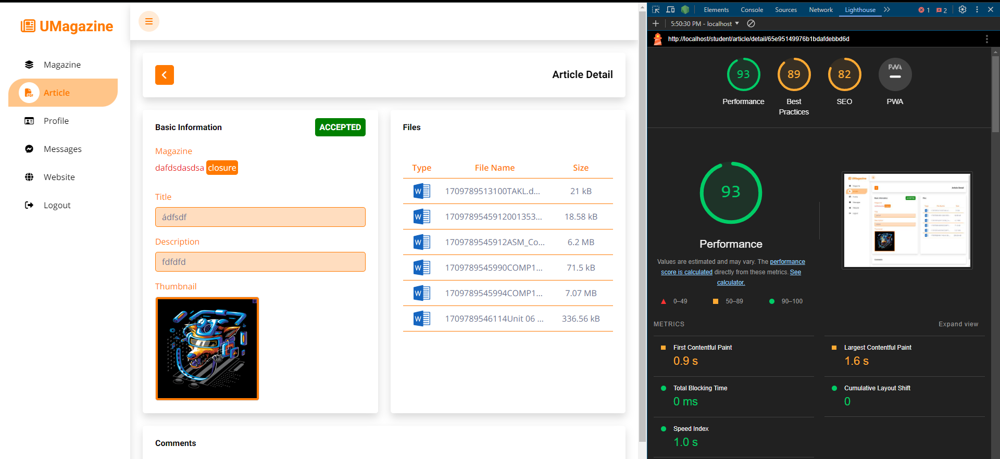 UMagazine
Magazine
Article
Profile
Messages
Website
Logout
Article Detail
Basic Information
ACCEPTED
Magazine
dafdsdasdsa closure
Title
ádfsdf
Description
fdfdfd
Thumbnail
Files
Type File Name Size
1709789513100TAKL.d... 21 kB
1709789545912001353... 18.58 kB
1709789545912ASM_Co... 6.2 MB
1709789545990COMP1... 71.5 kB
1709789545994COMP1... 7.07 MB
1709789546114Unit 06 ... 336.56 kB
Comments
Elements Console Sources Network Lighthouse 1 2
5:50:30 PM - localhost
http://localhost/student/article/detail/65e95149976b1bdafdebbd6d
93 89 82 PWA
Performance Best Practices SEO PWA
93
Performance
Values are estimated and may vary. The performance
score is calculated directly from these metrics. See
calculator.
0–49 50–89 90–100
METRICS Expand view
First Contentful Paint
0.9 s
Largest Contentful Paint
1.6 s
Total Blocking Time
0 ms
Cumulative Layout Shift
0
Speed Index
1.0 s